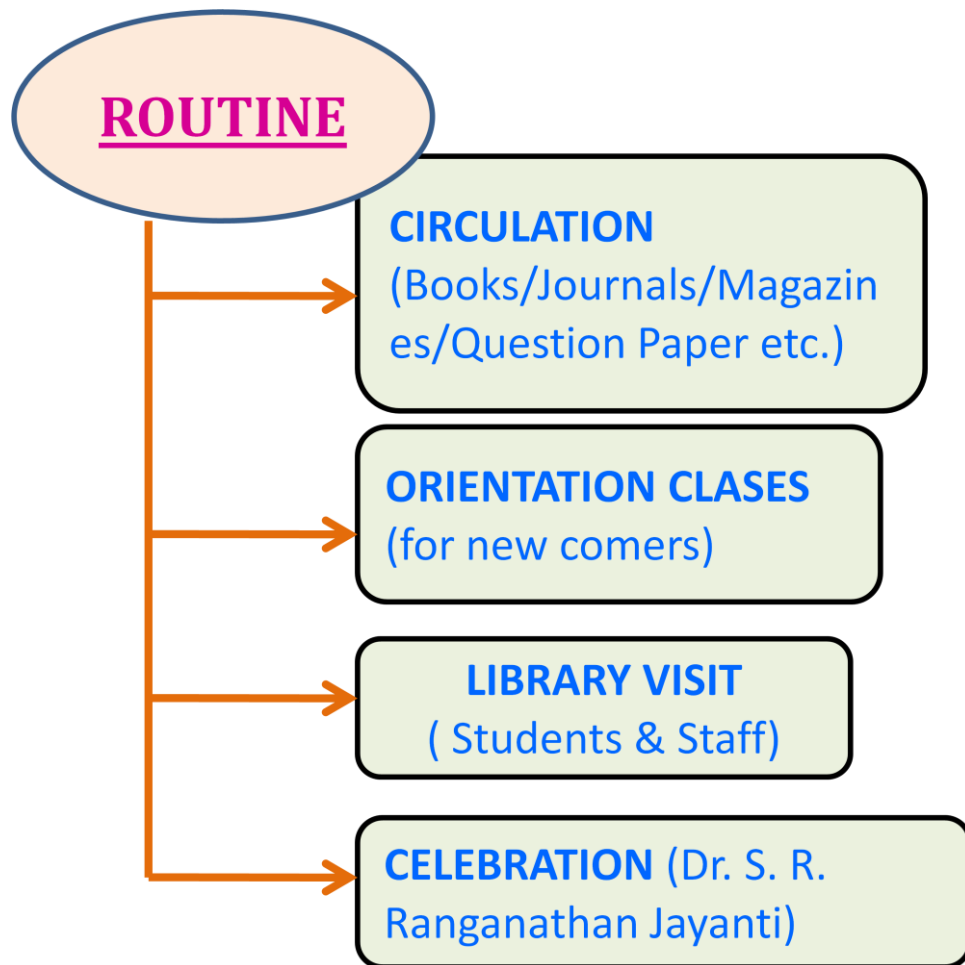 ROUTINE
CIRCULATION
(Books/Journals/Magazin
es/Question Paper etc.)
ORIENTATION CLASES
(for new comers)
LIBRARY VISIT
( Students & Staff)
CELEBRATION (Dr. S. R.
Ranganathan Jayanti)